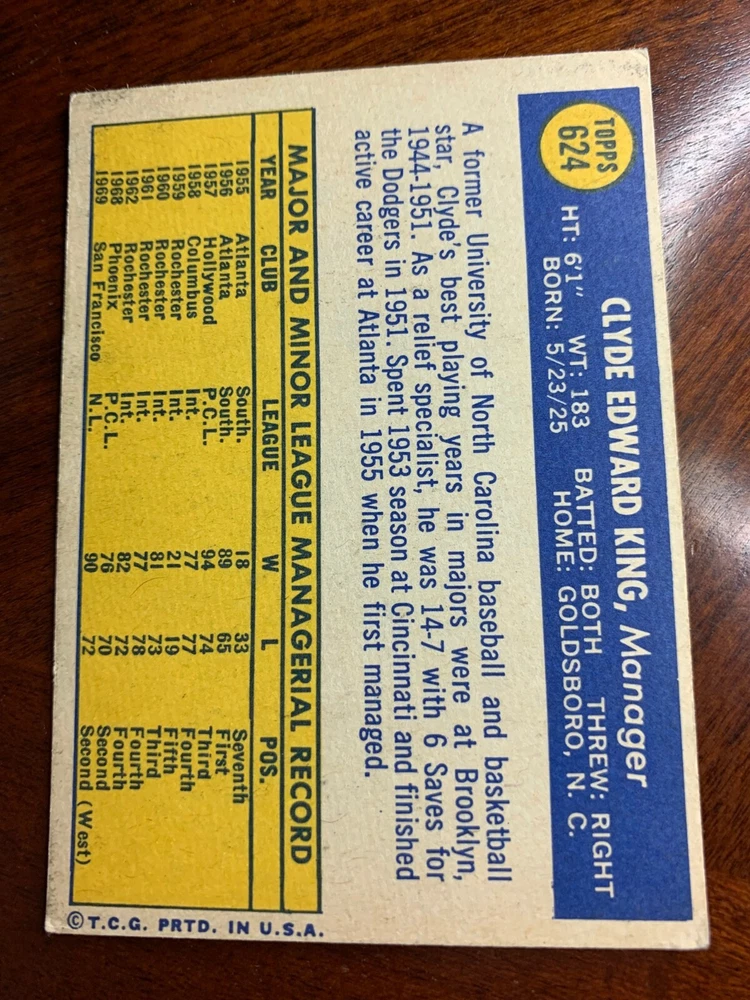 TOPPS
624
CLYDE EDWARD KING, Manager
HT: 6'1" WT: 183 BATTED: BOTH THREW: RIGHT
BORN: 5/23/25 HOME: GOLDSBORO, N. C.
A former University of North Carolina baseball and basketball
star, Clyde's best playing years in majors were at Brooklyn,
1944-1951. As a relief specialist, he was 14-7 with 6 Saves for
the Dodgers in 1951. Spent 1953 season at Cincinnati and finished
active career at Atlanta in 1955 when he first managed.
MAJOR AND MINOR LEAGUE MANAGERIAL RECORD
YEAR CLUB LEAGUE W L POS.
1955 Atlanta South. 18 33 Seventh
1956 Atlanta South. 89 65 First
1957 Hollywood P.C.L. 94 74 Third
1958 Columbus Int. 77 77 Fourth
1959 Rochester Int. 21 19 Fifth
1960 Rochester Int. 81 73 Third
1961 Rochester Int. 77 78 Fourth
1962 Rochester Int. 82 72 Fourth
1968 Phoenix P.C.L. 76 70 Second
1969 San Francisco N.L. 90 72 Second (West)
©T.C.G. PRTD. IN U.S.A.